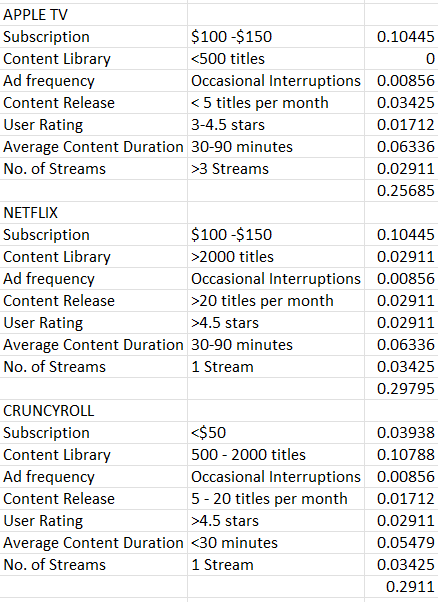 APPLE TV
Subscription $100 -$150 0.10445
Content Library <500 titles 0
Ad frequency Occasional Interruptions 0.00856
Content Release < 5 titles per month 0.03425
User Rating 3-4.5 stars 0.01712
Average Content Duration 30-90 minutes 0.06336
No. of Streams >3 Streams 0.02911
0.25685
NETFLIX
Subscription $100 -$150 0.10445
Content Library >2000 titles 0.02911
Ad frequency Occasional Interruptions 0.00856
Content Release >20 titles per month 0.02911
User Rating >4.5 stars 0.02911
Average Content Duration 30-90 minutes 0.06336
No. of Streams 1 Stream 0.03425
0.29795
CRUNCYROLL
Subscription <$50 0.03938
Content Library 500 - 2000 titles 0.10788
Ad frequency Occasional Interruptions 0.00856
Content Release 5 - 20 titles per month 0.01712
User Rating >4.5 stars 0.02911
Average Content Duration <30 minutes 0.05479
No. of Streams 1 Stream 0.03425
0.2911